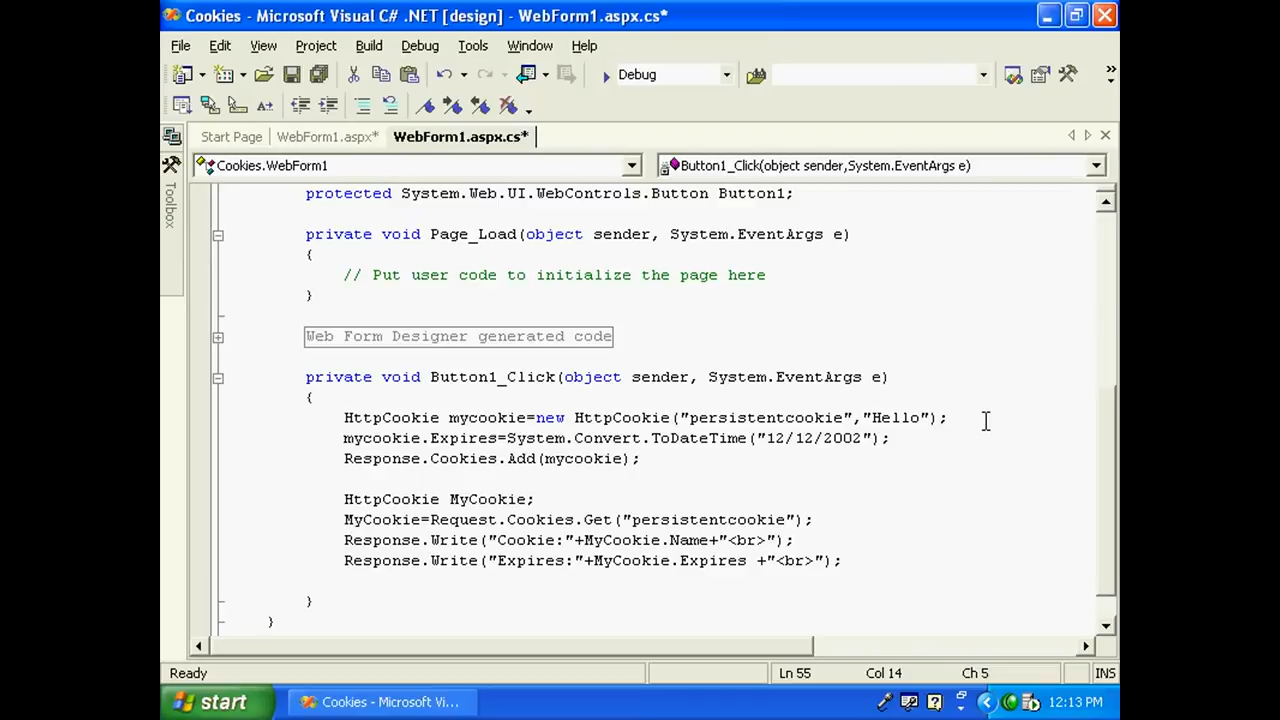 Cookies - Microsoft Visual C# .NET [design] - WebForm1.aspx.cs*
File Edit View Project Build Debug Tools Window Help
Debug
Start Page WebForm1.aspx* WebForm1.aspx.cs*
Cookies.WebForm1 Button1_Click(object sender,System.EventArgs e)
Toolbox
protected System.Web.UI.WebControls.Button Button1;
private void Page_Load(object sender, System.EventArgs e)
{
// Put user code to initialize the page here
}
Web Form Designer generated code
private void Button1_Click(object sender, System.EventArgs e)
{
HttpCookie mycookie=new HttpCookie("persistentcookie","Hello");
mycookie.Expires=System.Convert.ToDateTime("12/12/2002");
Response.Cookies.Add(mycookie);
HttpCookie MyCookie;
MyCookie=Request.Cookies.Get("persistentcookie");
Response.Write("Cookie:"+MyCookie.Name+"<br>");
Response.Write("Expires:"+MyCookie.Expires +"<br>");
}
}
Ready Ln 55 Col 14 Ch 5 INS
start Cookies - Microsoft Vi... 12:13 PM